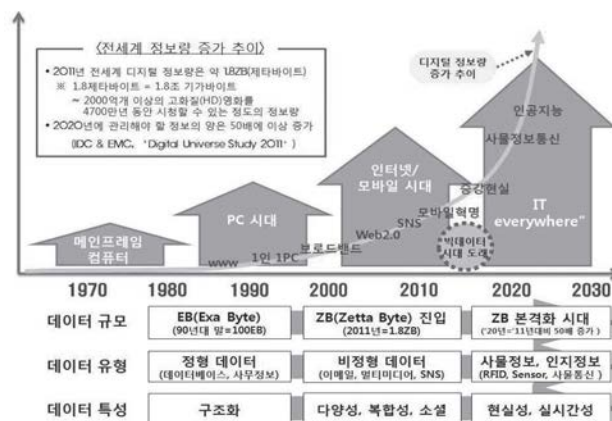 〈전세계 정보량 증가 추이〉
• 2011년 전세계 디지털 정보량은 약 1.8ZB(제타바이트)
※ 1.8제타바이트 = 1.8조 기가바이트
~ 2000억개 이상의 고화질(HD)영화를
4700만년 동안 시청할 수 있는 정도의 정보량
• 2020년에 관리해야 할 정보의 양은 50배에 이상 증가
(IDC & EMC, 'Digital Universe Study 2011')
디지털 정보량
증가 추이
인공지능
사물정보통신
증강현실
IT
everywhere"
인터넷/
모바일 시대
SNS
모바일혁명
Web2.0
빅데이터
시대 도래
PC 시대
브로드밴드
1인 1PC
www
메인프레임
컴퓨터
1970 1980 1990 2000 2010 2020 2030
데이터 규모
EB(Exa Byte)
(90년대 말=100EB)
ZB(Zetta Byte) 진입
(2011년=1.8ZB)
ZB 본격화 시대
('20년='11년대비 50배 증가)
데이터 유형
정형 데이터
(데이터베이스, 사무정보)
비정형 데이터
(이메일, 멀티미디어, SNS)
사물정보, 인지정보
(RFID, Sensor, 사물통신)
데이터 특성
구조화
다양성, 복합성, 소셜
현실성, 실시간성